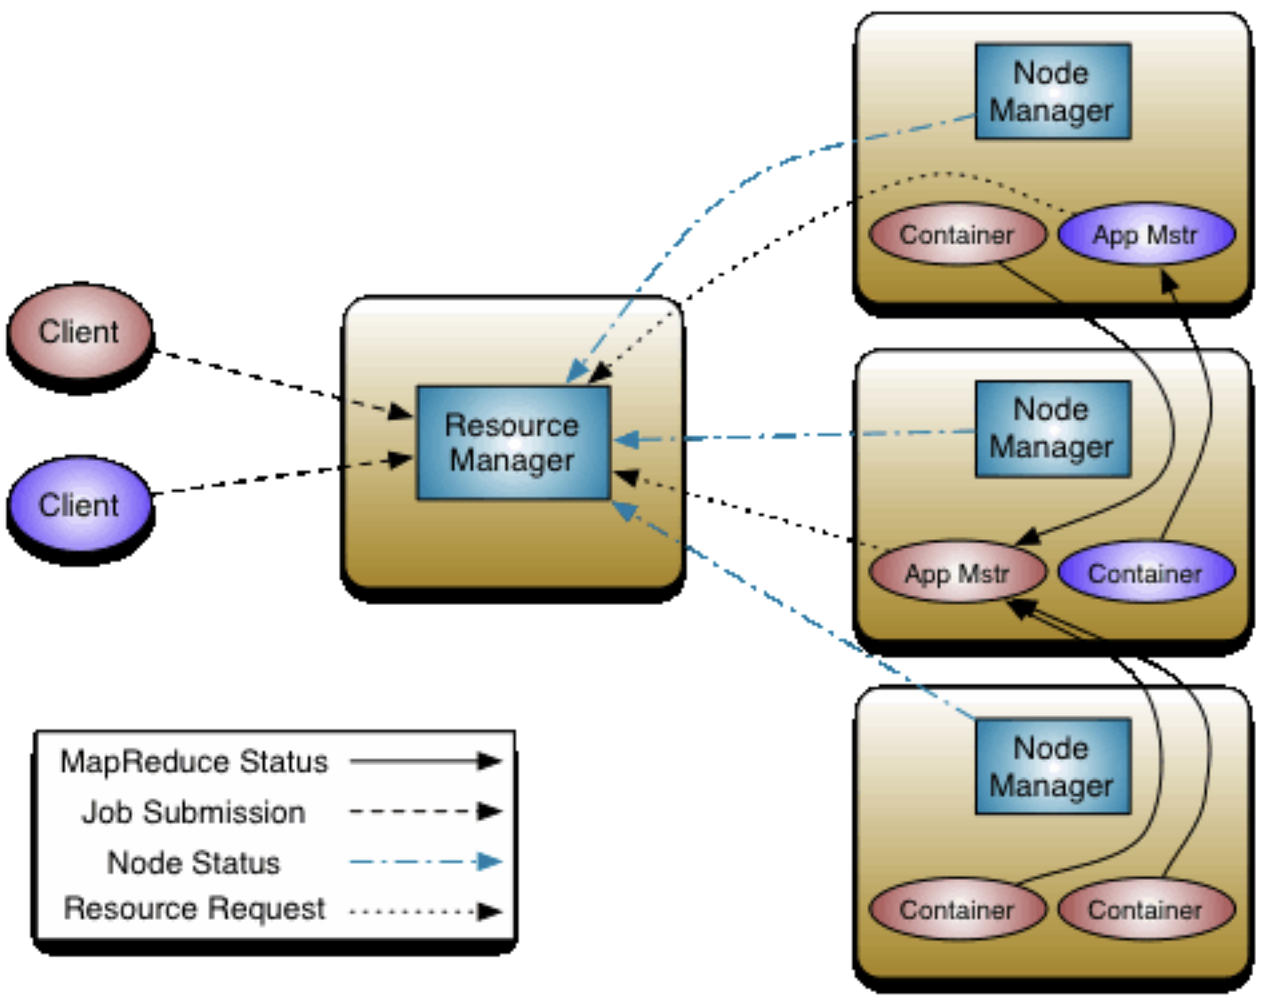 Node
Manager
Container
App Mstr
Client
Client
Resource
Manager
Node
Manager
App Mstr
Container
Node
Manager
Container
Container
MapReduce Status
Job Submission
Node Status
Resource Request